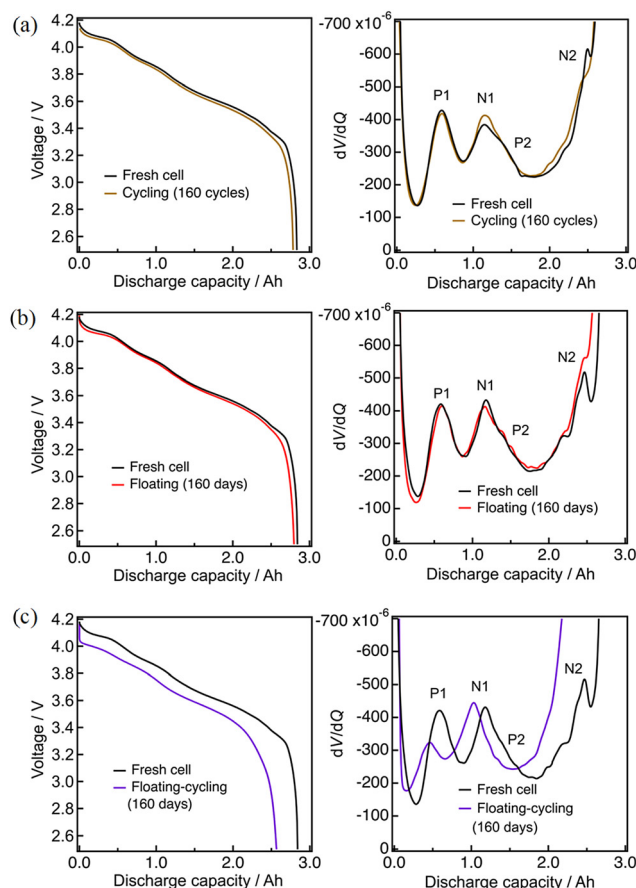 (a)
4.2
4.0
3.8
3.6
3.4
3.2
3.0
2.8
2.6
Voltage / V
Fresh cell
Cycling (160 cycles)
0.0 1.0 2.0 3.0
Discharge capacity / Ah
-700 x10⁻⁶
-600
-500
-400
-300
-200
-100
0
dV/dQ
P1
N1
P2
N2
Fresh cell
Cycling (160 cycles)
0.0 1.0 2.0 3.0
Discharge capacity / Ah
(b)
4.2
4.0
3.8
3.6
3.4
3.2
3.0
2.8
2.6
Voltage / V
Fresh cell
Floating (160 days)
0.0 1.0 2.0 3.0
Discharge capacity / Ah
-700 x10⁻⁶
-600
-500
-400
-300
-200
-100
0
dV/dQ
P1
N1
P2
N2
Fresh cell
Floating (160 days)
0.0 1.0 2.0 3.0
Discharge capacity / Ah
(c)
4.2
4.0
3.8
3.6
3.4
3.2
3.0
2.8
2.6
Voltage / V
Fresh cell
Floating-cycling
(160 days)
0.0 1.0 2.0 3.0
Discharge capacity / Ah
-700 x10⁻⁶
-600
-500
-400
-300
-200
-100
0
dV/dQ
P1
N1
P2
N2
Fresh cell
Floating-cycling
(160 days)
0.0 1.0 2.0 3.0
Discharge capacity / Ah